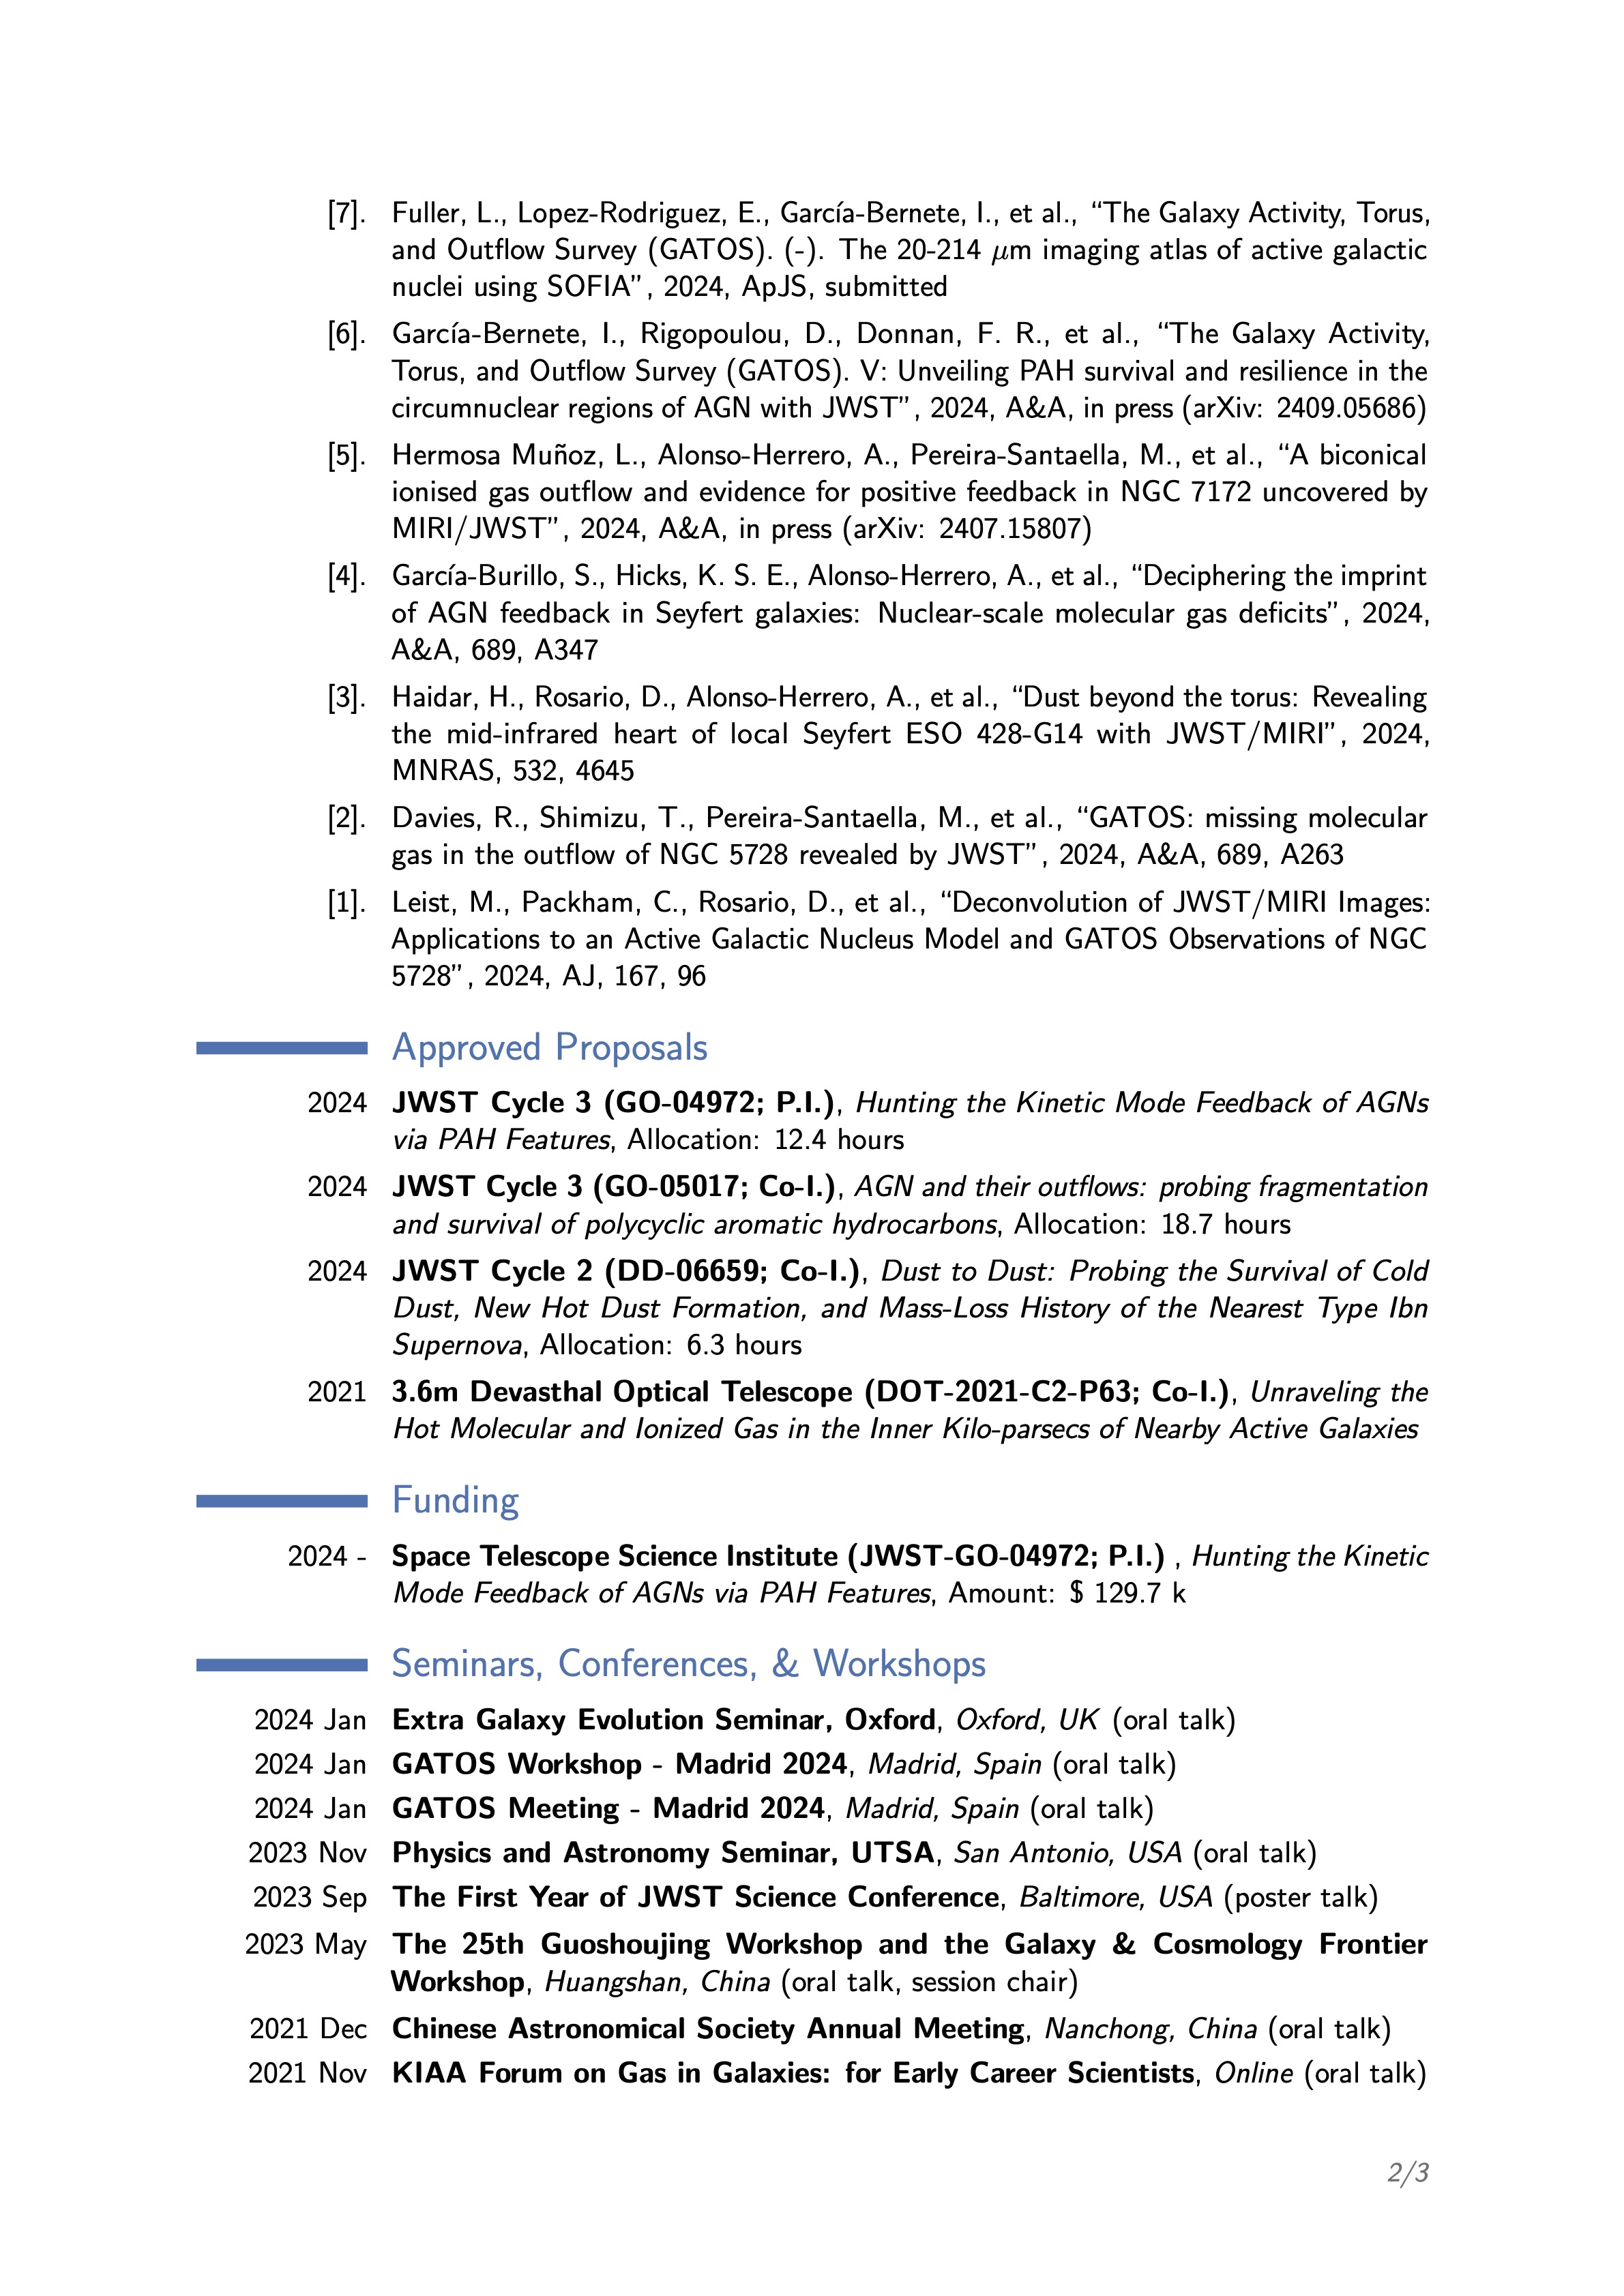 [7]. Fuller, L., Lopez-Rodriguez, E., García-Bernete, I., et al., “The Galaxy Activity, Torus,
and Outflow Survey (GATOS). (-). The 20-214 μm imaging atlas of active galactic
nuclei using SOFIA”, 2024, ApJS, submitted
[6]. García-Bernete, I., Rigopoulou, D., Donnan, F. R., et al., “The Galaxy Activity,
Torus, and Outflow Survey (GATOS). V: Unveiling PAH survival and resilience in the
circumnuclear regions of AGN with JWST”, 2024, A&A, in press (arXiv: 2409.05686)
[5]. Hermosa Muñoz, L., Alonso-Herrero, A., Pereira-Santaella, M., et al., “A biconical
ionised gas outflow and evidence for positive feedback in NGC 7172 uncovered by
MIRI/JWST”, 2024, A&A, in press (arXiv: 2407.15807)
[4]. García-Burillo, S., Hicks, K. S. E., Alonso-Herrero, A., et al., “Deciphering the imprint
of AGN feedback in Seyfert galaxies: Nuclear-scale molecular gas deficits”, 2024,
A&A, 689, A347
[3]. Haidar, H., Rosario, D., Alonso-Herrero, A., et al., “Dust beyond the torus: Revealing
the mid-infrared heart of local Seyfert ESO 428-G14 with JWST/MIRI”, 2024,
MNRAS, 532, 4645
[2]. Davies, R., Shimizu, T., Pereira-Santaella, M., et al., “GATOS: missing molecular
gas in the outflow of NGC 5728 revealed by JWST”, 2024, A&A, 689, A263
[1]. Leist, M., Packham, C., Rosario, D., et al., “Deconvolution of JWST/MIRI Images:
Applications to an Active Galactic Nucleus Model and GATOS Observations of NGC
5728”, 2024, AJ, 167, 96
Approved Proposals
2024 JWST Cycle 3 (GO-04972; P.I.), Hunting the Kinetic Mode Feedback of AGNs
via PAH Features, Allocation: 12.4 hours
2024 JWST Cycle 3 (GO-05017; Co-I.), AGN and their outflows: probing fragmentation
and survival of polycyclic aromatic hydrocarbons, Allocation: 18.7 hours
2024 JWST Cycle 2 (DD-06659; Co-I.), Dust to Dust: Probing the Survival of Cold
Dust, New Hot Dust Formation, and Mass-Loss History of the Nearest Type Ibn
Supernova, Allocation: 6.3 hours
2021 3.6m Devasthal Optical Telescope (DOT-2021-C2-P63; Co-I.), Unraveling the
Hot Molecular and Ionized Gas in the Inner Kilo-parsecs of Nearby Active Galaxies
Funding
2024 - Space Telescope Science Institute (JWST-GO-04972; P.I.) , Hunting the Kinetic
Mode Feedback of AGNs via PAH Features, Amount: $ 129.7 k
Seminars, Conferences, & Workshops
2024 Jan Extra Galaxy Evolution Seminar, Oxford, Oxford, UK (oral talk)
2024 Jan GATOS Workshop - Madrid 2024, Madrid, Spain (oral talk)
2024 Jan GATOS Meeting - Madrid 2024, Madrid, Spain (oral talk)
2023 Nov Physics and Astronomy Seminar, UTSA, San Antonio, USA (oral talk)
2023 Sep The First Year of JWST Science Conference, Baltimore, USA (poster talk)
2023 May The 25th Guoshoujing Workshop and the Galaxy & Cosmology Frontier
Workshop, Huangshan, China (oral talk, session chair)
2021 Dec Chinese Astronomical Society Annual Meeting, Nanchong, China (oral talk)
2021 Nov KIAA Forum on Gas in Galaxies: for Early Career Scientists, Online (oral talk)
2/3